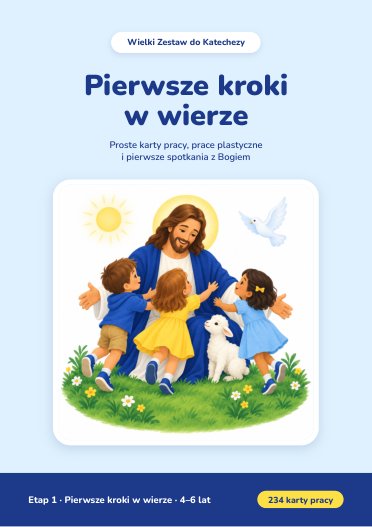 Wielki Zestaw do Katechezy
Pierwsze kroki
w wierze
Proste karty pracy, prace plastyczne
i pierwsze spotkania z Bogiem
Etap 1 · Pierwsze kroki w wierze · 4–6 lat
234 karty pracy